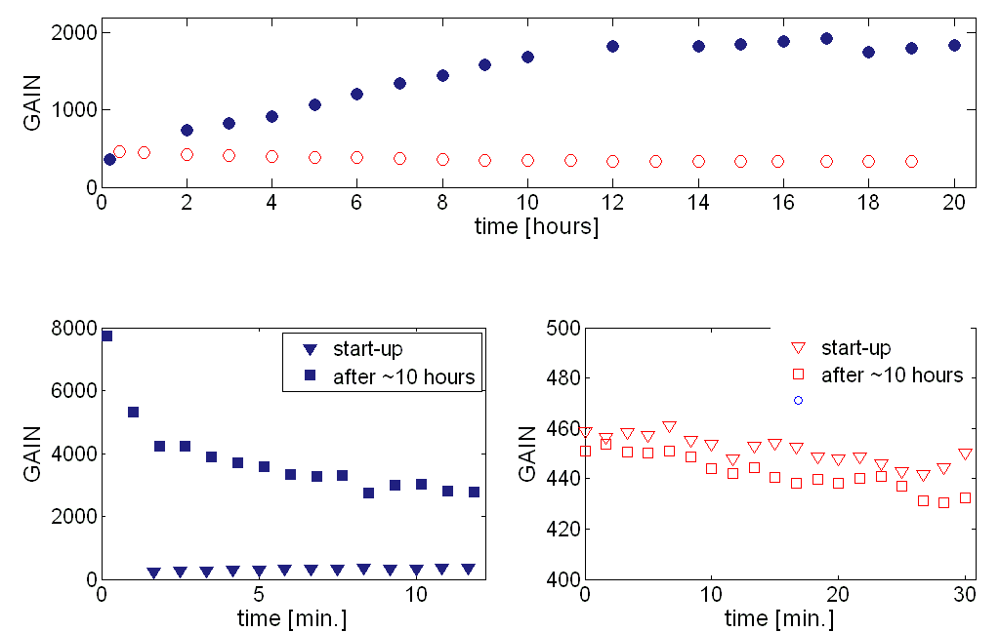 2000
1000
0
GAIN
0 2 4 6 8 10 12 14 16 18 20
time [hours]
8000
6000
4000
2000
0
GAIN
start-up
after ~10 hours
0 5 10
time [min.]
500
480
460
440
420
400
GAIN
start-up
after ~10 hours
0 10 20 30
time [min.]